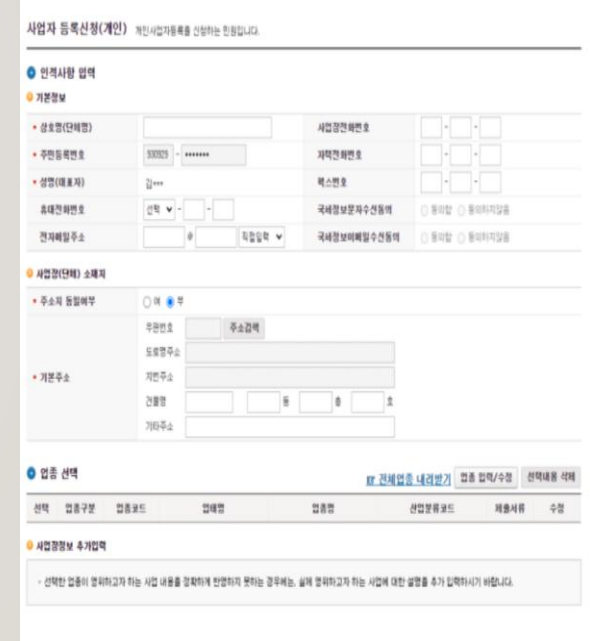 사업자 등록신청(개인) 개인사업자등록을 신청하는 민원입니다.
인적사항 입력
기본정보
상호명(단체명) 사업장전화번호 - -
주민등록번호 - ●●●●●●● 자택전화번호 - -
성명(대표자) 김*** 팩스번호 - -
휴대전화번호 선택 - - 국세정보문자수신동의 동의함 동의하지않음
전자메일주소 @ 직접입력 국세정보이메일수신동의 동의함 동의하지않음
사업장(단체) 소재지
주소지 동일여부 여 부
기본주소
우편번호 주소검색
도로명주소
지번주소
건물명 동 층 호
기타주소
업종 선택 전체업종 내려받기 업종 입력/수정 선택내용 삭제
선택 업종구분 업종코드 업태명 업종명 산업분류코드 제출서류 수정
사업장정보 추가입력
- 선택한 업종이 영위하고자 하는 사업 내용을 정확하게 반영하지 못하는 경우에는, 실제 영위하고자 하는 사업에 대한 설명을 추가 입력하시기 바랍니다.